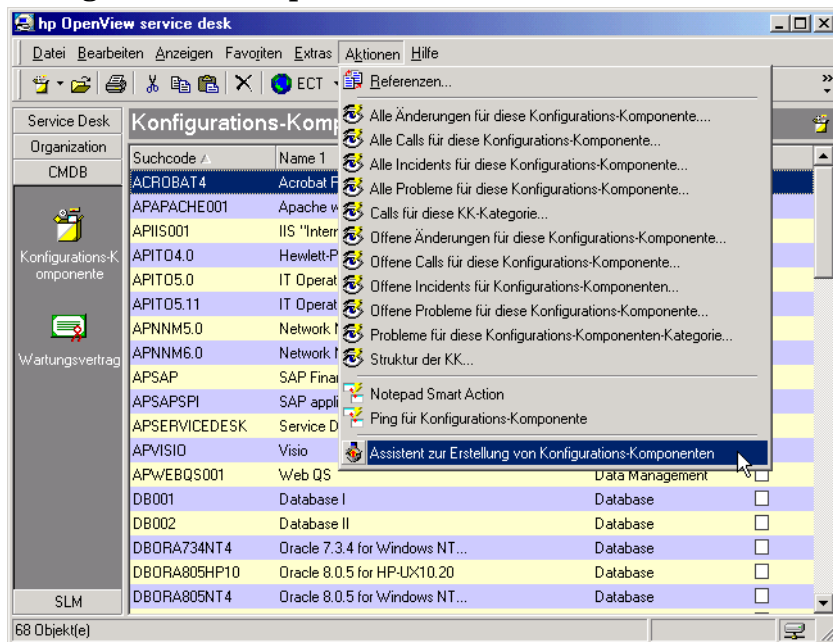 hp OpenView service desk
Datei Bearbeiten Anzeigen Favoriten Extras Aktionen Hilfe
ECT
Referenzen...
Alle Änderungen für diese Konfigurations-Komponente....
Alle Calls für diese Konfigurations-Komponente...
Alle Incidents für diese Konfigurations-Komponente...
Alle Probleme für diese Konfigurations-Komponente...
Calls für diese KK-Kategorie...
Offene Änderungen für diese Konfigurations-Komponente...
Offene Calls für diese Konfigurations-Komponente...
Offene Incidents für Konfigurations-Komponenten...
Offene Probleme für diese Konfigurations-Komponente...
Probleme für diese Konfigurations-Komponenten-Kategorie...
Struktur der KK...
Notepad Smart Action
Ping für Konfigurations-Komponente
Assistent zur Erstellung von Konfigurations-Komponenten
Service Desk
Organization
CMDB
Konfigurations-K
omponente
Wartungsvertrag
SLM
Konfigurations-Kom
Suchcode Name 1
ACROBAT4 Acrobat
APAPACHE001 Apache
APIIS001 IIS "Intern
APITO4.0 Hewlett-P
APITO5.0 IT Operat
APITO5.11 IT Operat
APNNM5.0 Network
APNNM6.0 Network
APSAP SAP Finan
APSAPSPI SAP appli
APSERVICEDESK Service D
APVISIO Visio
APWEBQS001 Web QS Data Management
DB001 Database I Database
DB002 Database II Database
DBORA734NT4 Oracle 7.3.4 for Windows NT... Database
DBORA805HP10 Oracle 8.0.5 for HP-UX10.20 Database
DBORA805NT4 Oracle 8.0.5 for Windows NT... Database
68 Objekt(e)